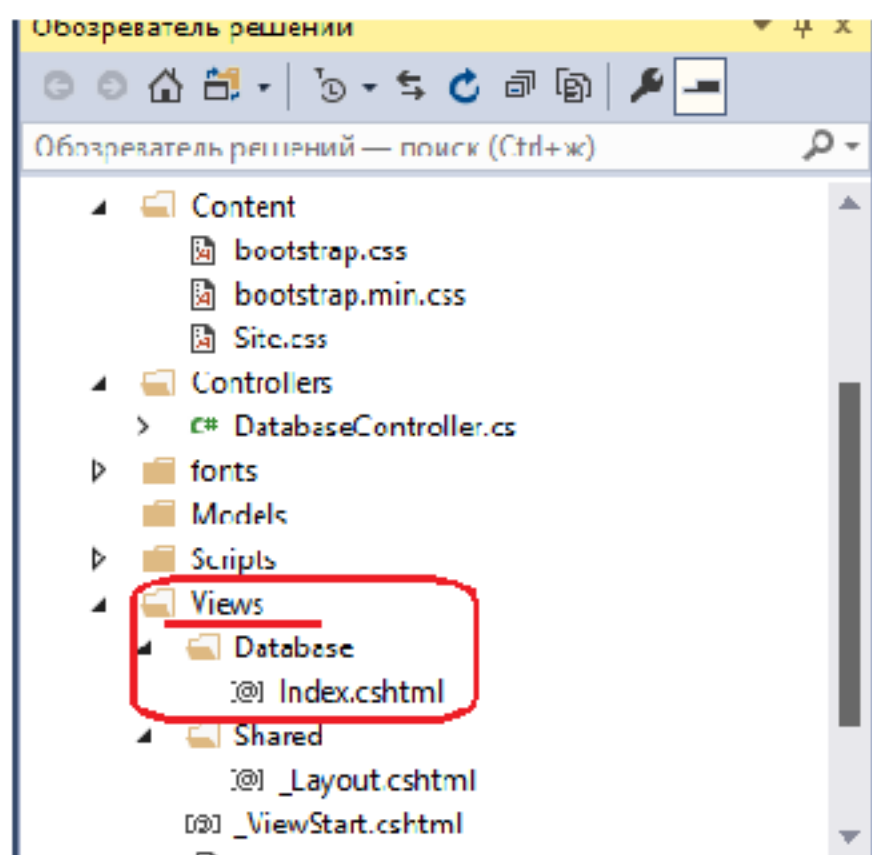 Обозреватель решений
Обозреватель решений — поиск (Ctrl+ж)
Content
bootstrap.css
bootstrap.min.css
Site.css
Controllers
C# DatabaseController.cs
fonts
Models
Scripts
Views
Database
[@] Index.cshtml
Shared
[@] _Layout.cshtml
[@] _ViewStart.cshtml